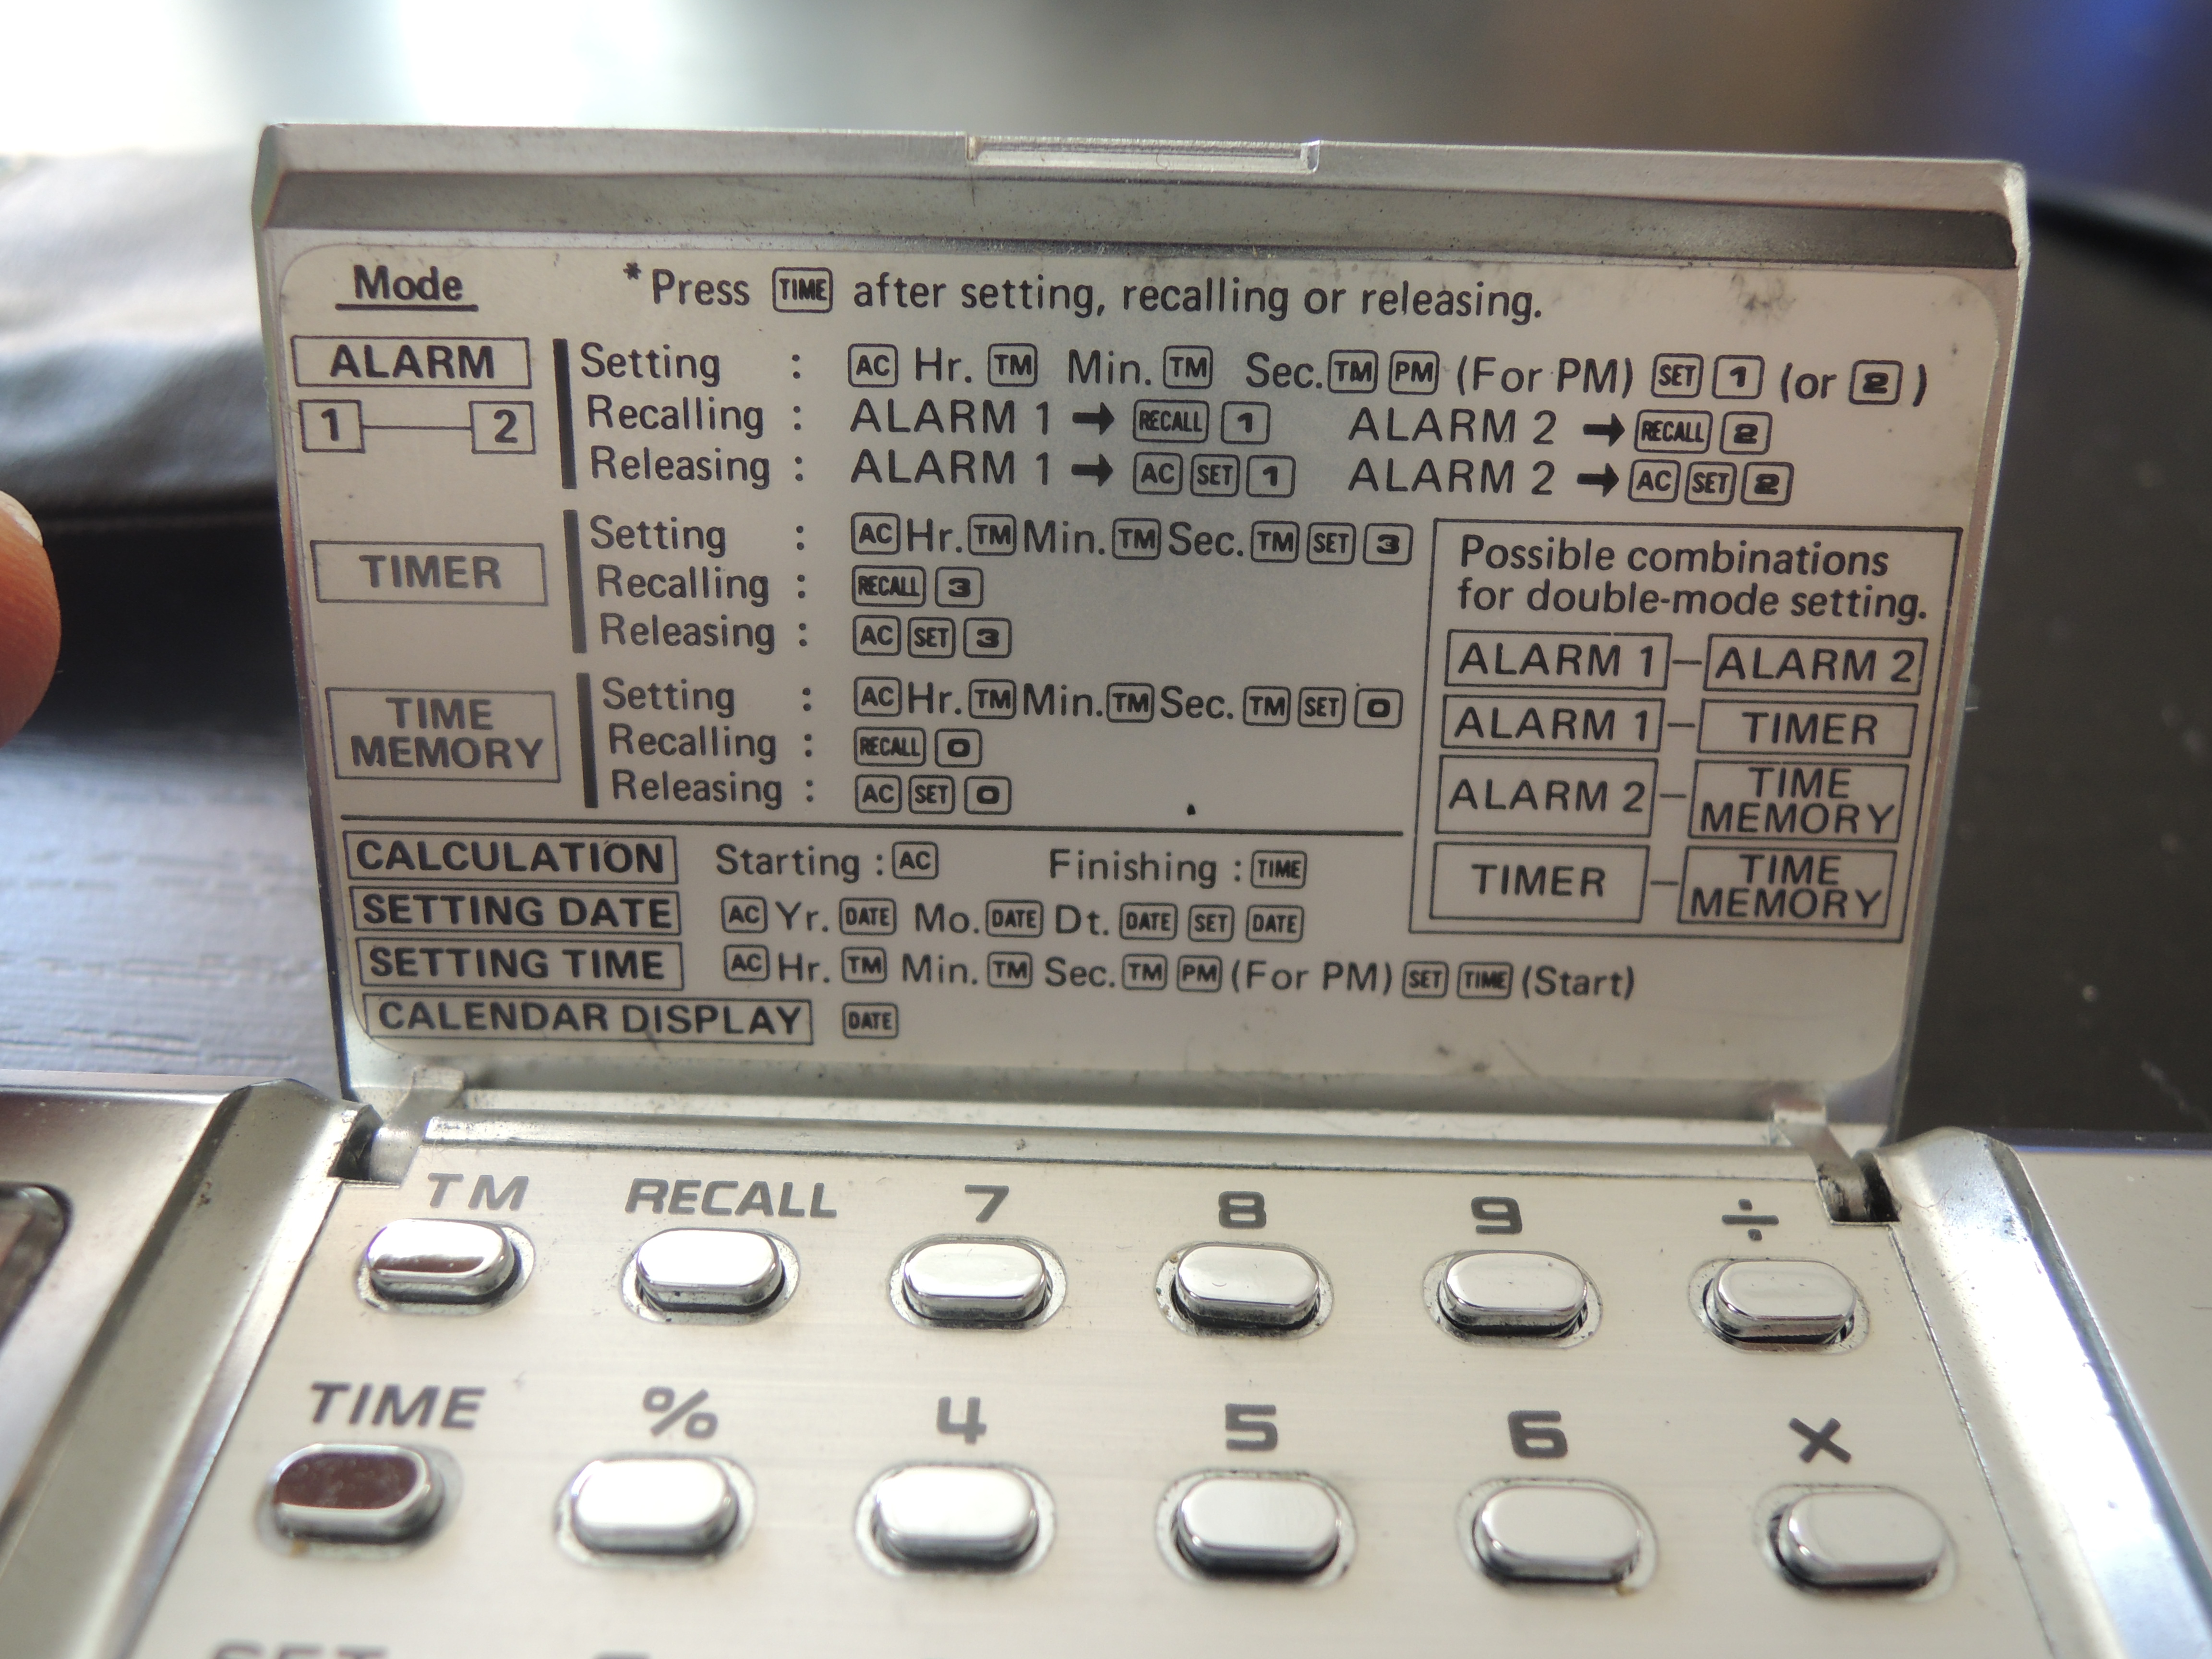 Mode *Press TIME after setting, recalling or releasing.
ALARM Setting : AC Hr. TM Min. TM Sec. TM PM (For PM) SET 1 (or 2)
1 2 Recalling : ALARM 1 → RECALL 1 ALARM 2 → RECALL 2
Releasing : ALARM 1 → AC SET 1 ALARM 2 → AC SET 2
TIMER Setting : AC Hr. TM Min. TM Sec. TM SET 3
Recalling : RECALL 3
Releasing : AC SET 3
TIME MEMORY Setting : AC Hr. TM Min. TM Sec. TM SET 0
Recalling : RECALL 0
Releasing : AC SET 0
Possible combinations
for double-mode setting.
ALARM 1 – ALARM 2
ALARM 1 – TIMER
ALARM 2 – TIME MEMORY
TIMER – TIME MEMORY
CALCULATION Starting : AC Finishing : TIME
SETTING DATE AC Yr. DATE Mo. DATE Dt. DATE SET DATE
SETTING TIME AC Hr. TM Min. TM Sec. TM PM (For PM) SET TIME (Start)
CALENDAR DISPLAY DATE
TM RECALL 7 8 9 ÷
TIME % 4 5 6 ×
SET